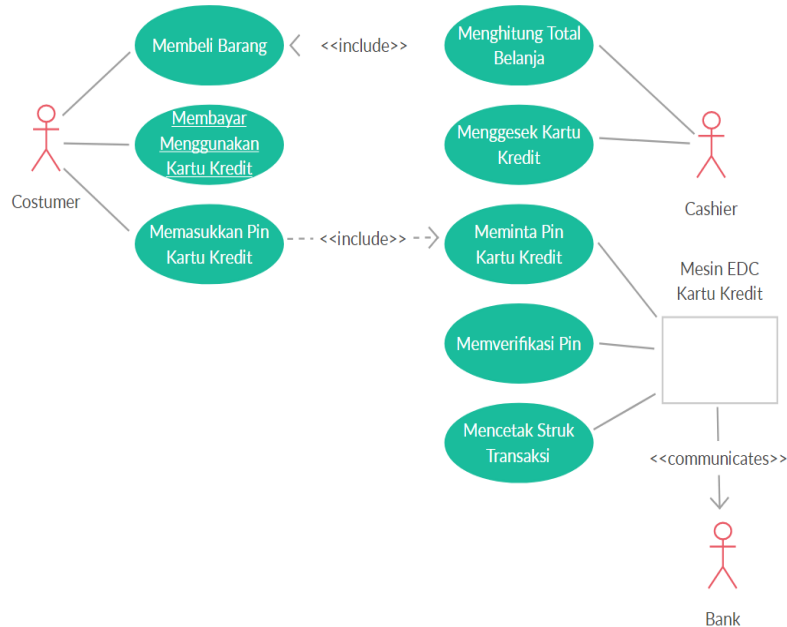 Membeli Barang
<<include>>
Menghitung Total
Belanja
Membayar
Menggunakan
Kartu Kredit
Menggesek Kartu
Kredit
Costumer
Cashier
Memasukkan Pin
Kartu Kredit
<<include>>
Meminta Pin
Kartu Kredit
Mesin EDC
Kartu Kredit
Memverifikasi Pin
Mencetak Struk
Transaksi
<<communicates>>
Bank